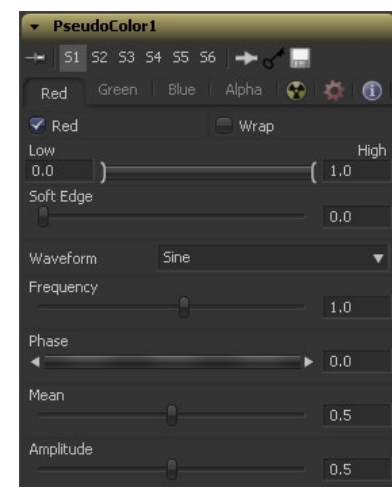 PseudoColor1
S1 S2 S3 S4 S5 S6
Red Green Blue Alpha
Red Wrap
Low High
0.0 1.0
Soft Edge
0.0
Waveform Sine
Frequency
1.0
Phase
0.0
Mean
0.5
Amplitude
0.5